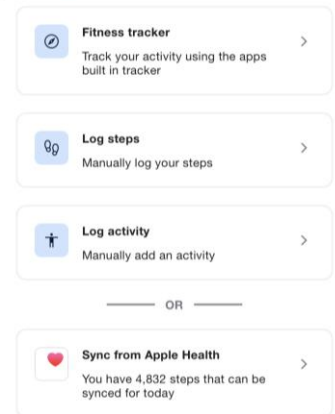 Fitness tracker
Track your activity using the apps
built in tracker
Log steps
Manually log your steps
Log activity
Manually add an activity
OR
Sync from Apple Health
You have 4,832 steps that can be
synced for today